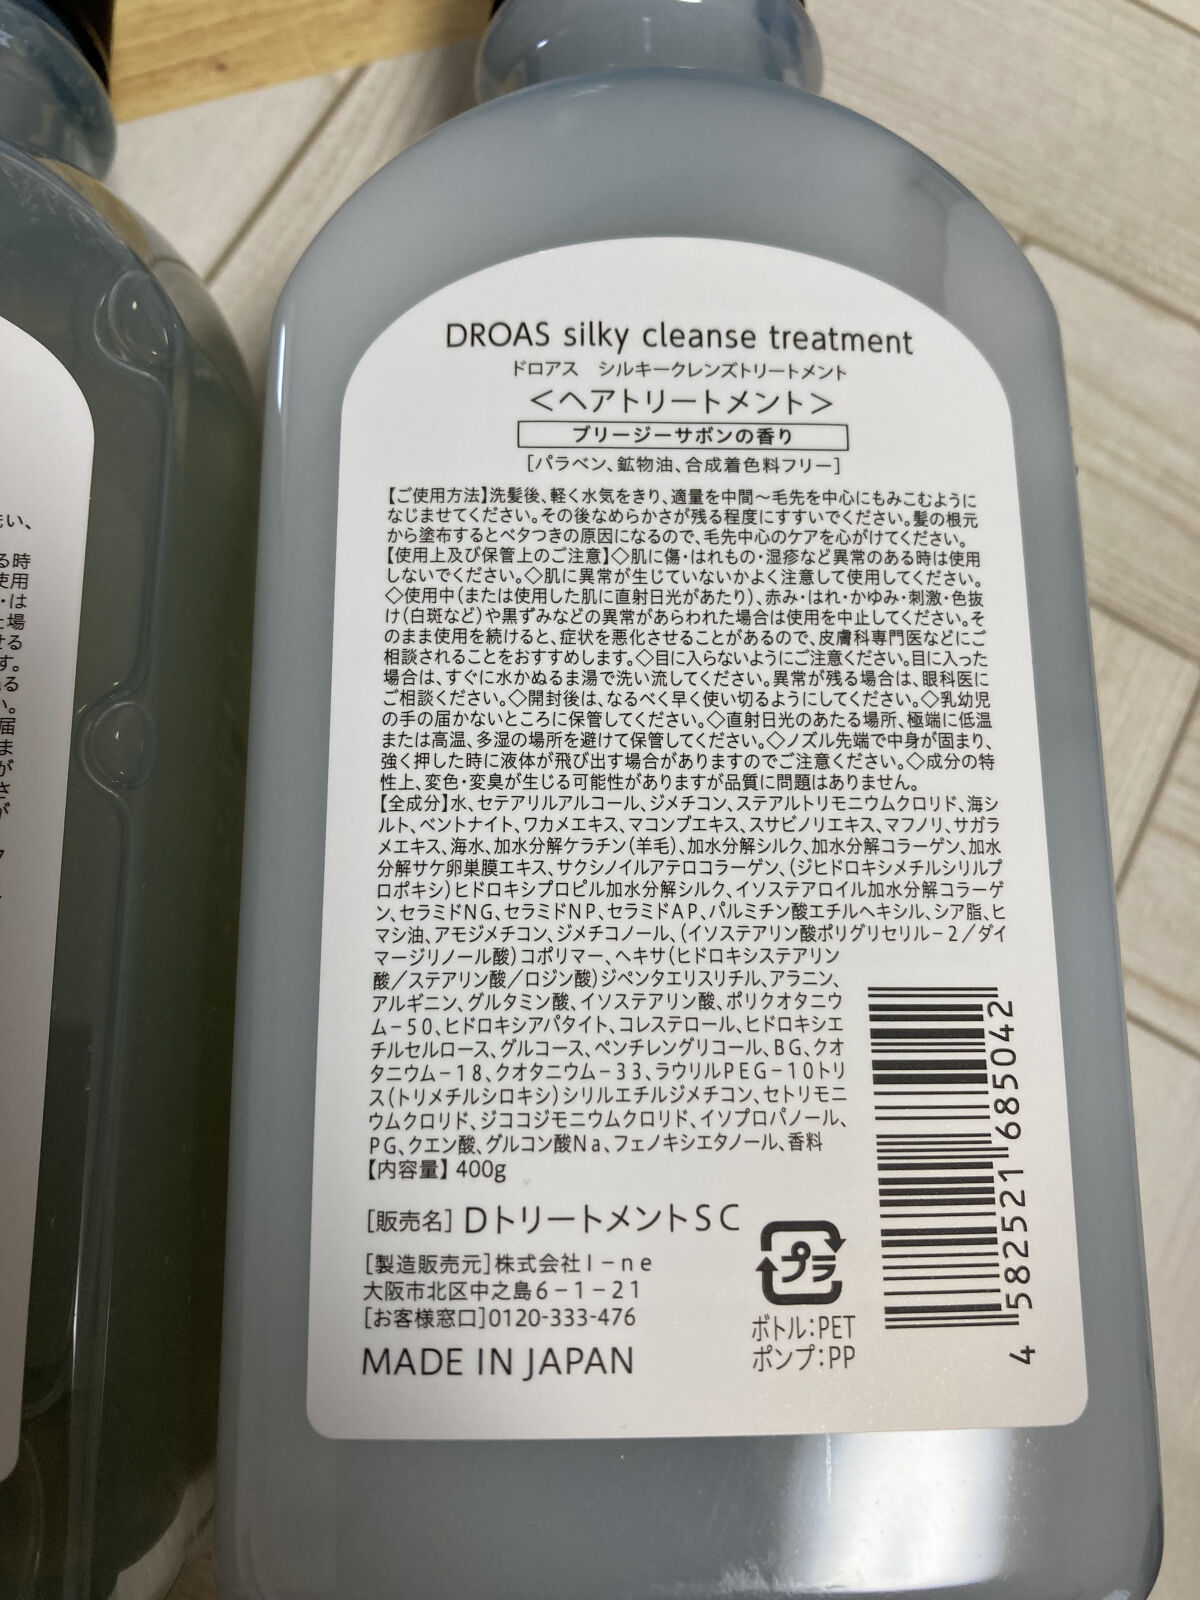 DROAS silky cleanse treatment
ドロアス シルキークレンズトリートメント
＜ヘアトリートメント＞
ブリージーサボンの香り
[パラベン、鉱物油、合成着色料フリー]
【ご使用方法】洗髪後、軽く水気をきり、適量を中間～毛先を中心にもみこむように
なじませてください。その後なめらかさが残る程度にすすいでください。髪の根元
から塗布するとベタつきの原因になるので、毛先中心のケアを心がけてください。
【使用上及び保管上のご注意】◇肌に傷・はれもの・湿疹など異常のある時は使用
しないでください。◇肌に異常が生じていないかよく注意して使用してください。
◇使用中(または使用した肌に直射日光があたり)、赤み・はれ・かゆみ・刺激・色抜
け(白斑など)や黒ずみなどの異常があらわれた場合は使用を中止してください。そ
のまま使用を続けると、症状を悪化させることがあるので、皮膚科専門医などにご
相談されることをおすすめします。◇目に入らないようにご注意ください。目に入った
場合は、すぐに水かぬるま湯で洗い流してください。異常が残る場合は、眼科医に
ご相談ください。◇開封後は、なるべく早く使い切るようにしてください。◇乳幼児
の手の届かないところに保管してください。◇直射日光のあたる場所、極端に低温
または高温、多湿の場所を避けて保管してください。◇ノズル先端で中身が固まり、
強く押した時に液体が飛び出す場合がありますのでご注意ください。◇成分の特
性上、変色・変臭が生じる可能性がありますが品質に問題はありません。
【全成分】水、セテアリルアルコール、ジメチコン、ステアルトリモニウムクロリド、海シ
ルト、ベントナイト、ワカメエキス、マコンブエキス、スサビノリエキス、マフノリ、サガラ
メエキス、海水、加水分解ケラチン(羊毛)、加水分解シルク、加水分解コラーゲン、加水
分解サケ卵巣膜エキス、サクシノイルアテロコラーゲン、(ジヒドロキシメチルシリルプ
ロポキシ)ヒドロキシプロピル加水分解シルク、イソステアロイル加水分解コラーゲ
ン、セラミドNG、セラミドNP、セラミドAP、パルミチン酸エチルヘキシル、シア脂、ヒ
マシ油、アモジメチコン、ジメチコノール、(イソステアリン酸ポリグリセリル－2／ダイ
マージリノール酸)コポリマー、ヘキサ(ヒドロキシステアリン
酸／ステアリン酸／ロジン酸)ジペンタエリスリチル、アラニン、
アルギニン、グルタミン酸、イソステアリン酸、ポリクオタニウ
ム－50、ヒドロキシアパタイト、コレステロール、ヒドロキシエ
チルセルロース、グルコース、ペンチレングリコール、BG、クオ
タニウム－18、クオタニウム－33、ラウリルPEG－10トリ
ス(トリメチルシロキシ)シリルエチルジメチコン、セトリモニ
ウムクロリド、ジココジモニウムクロリド、イソプロパノール、
PG、クエン酸、グルコン酸Na、フェノキシエタノール、香料
【内容量】400g
[販売名] DトリートメントSC
[製造販売元]株式会社I－ne
大阪市北区中之島6－1－21
[お客様窓口]0120-333-476
MADE IN JAPAN
プラ
ボトル:PET
ポンプ:PP
4 582521 685042
い、
る時
使用
・は
た場
せる
す。
ぬる
い。
届
ま
が
さ
が